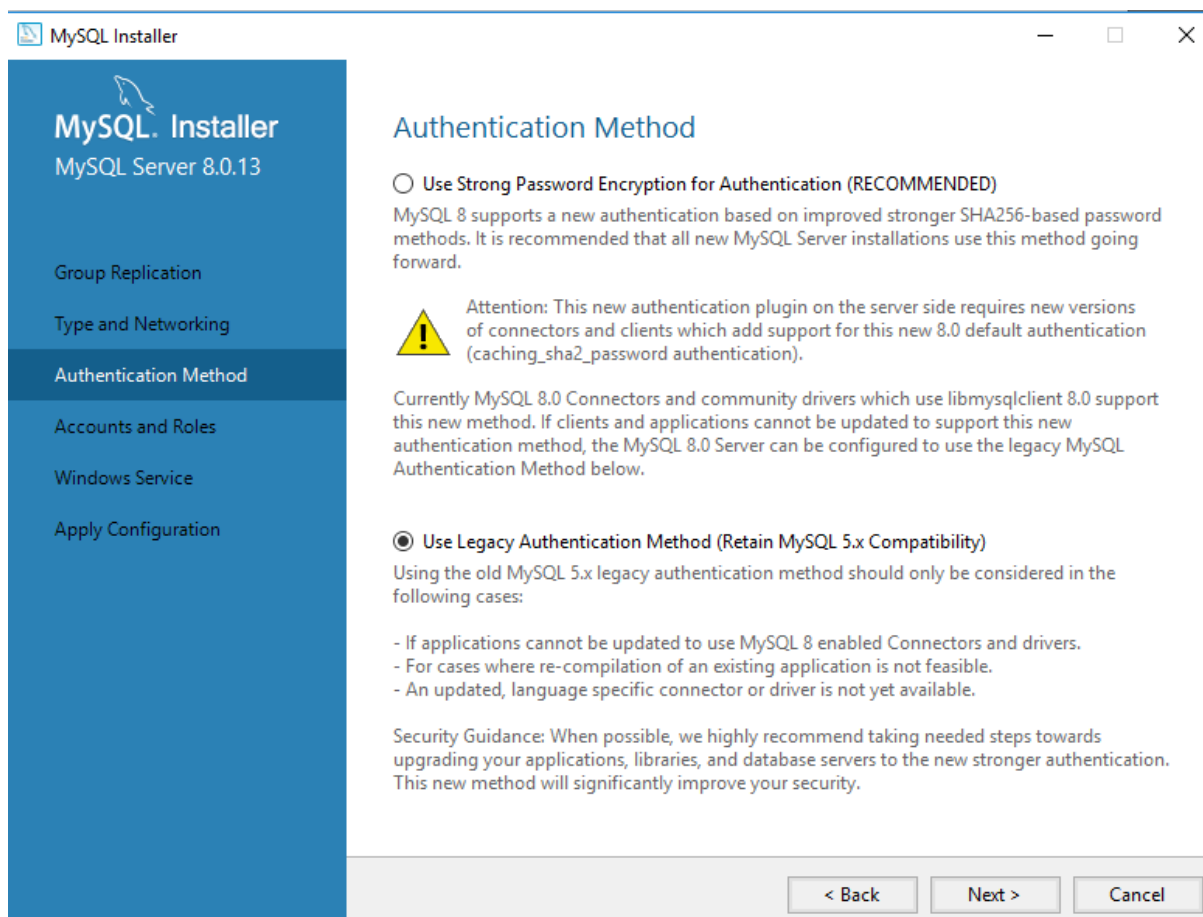 MySQL Installer
MySQL. Installer
MySQL Server 8.0.13
Group Replication
Type and Networking
Authentication Method
Accounts and Roles
Windows Service
Apply Configuration
Authentication Method
Use Strong Password Encryption for Authentication (RECOMMENDED)
MySQL 8 supports a new authentication based on improved stronger SHA256-based password
methods. It is recommended that all new MySQL Server installations use this method going
forward.
Attention: This new authentication plugin on the server side requires new versions
of connectors and clients which add support for this new 8.0 default authentication
(caching_sha2_password authentication).
Currently MySQL 8.0 Connectors and community drivers which use libmysqlclient 8.0 support
this new method. If clients and applications cannot be updated to support this new
authentication method, the MySQL 8.0 Server can be configured to use the legacy MySQL
Authentication Method below.
Use Legacy Authentication Method (Retain MySQL 5.x Compatibility)
Using the old MySQL 5.x legacy authentication method should only be considered in the
following cases:
- If applications cannot be updated to use MySQL 8 enabled Connectors and drivers.
- For cases where re-compilation of an existing application is not feasible.
- An updated, language specific connector or driver is not yet available.
Security Guidance: When possible, we highly recommend taking needed steps towards
upgrading your applications, libraries, and database servers to the new stronger authentication.
This new method will significantly improve your security.
< Back
Next >
Cancel